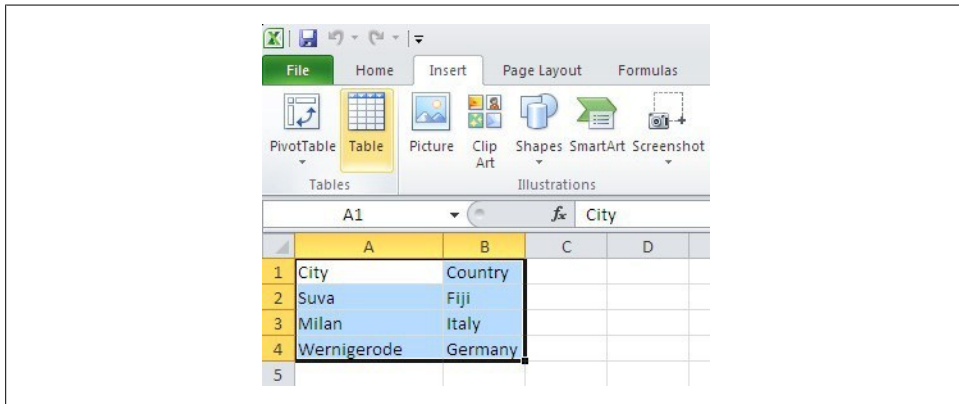 File Home Insert Page Layout Formulas
PivotTable Table Picture Clip Art Shapes SmartArt Screenshot
Tables Illustrations
A1 fx City
A B C D
1 City Country
2 Suva Fiji
3 Milan Italy
4 Wernigerode Germany
5